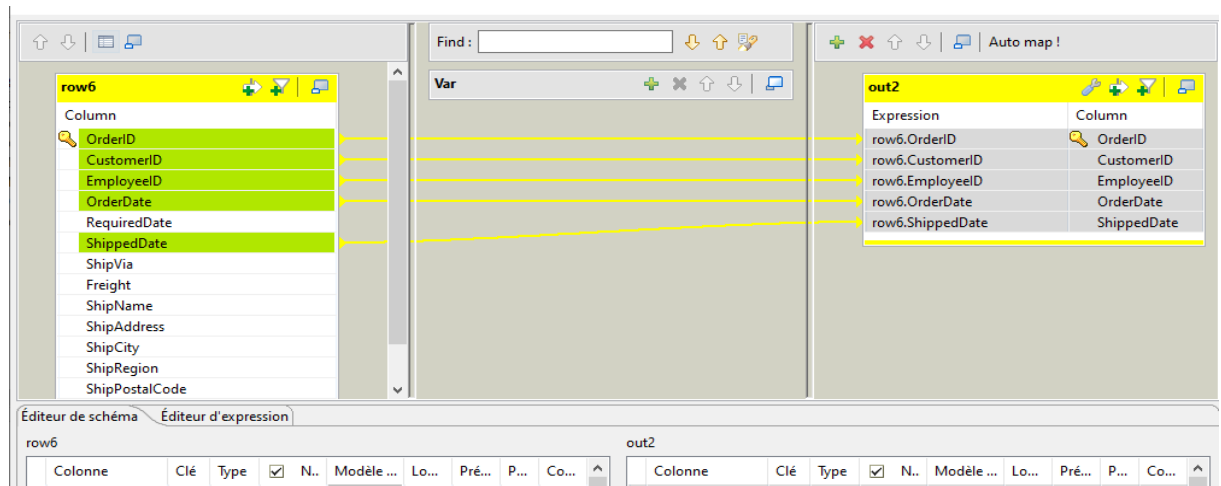 Find :
Auto map !
row6
Column
OrderID
CustomerID
EmployeeID
OrderDate
RequiredDate
ShippedDate
ShipVia
Freight
ShipName
ShipAddress
ShipCity
ShipRegion
ShipPostalCode
Var
out2
Expression Column
row6.OrderID OrderID
row6.CustomerID CustomerID
row6.EmployeeID EmployeeID
row6.OrderDate OrderDate
row6.ShippedDate ShippedDate
Éditeur de schéma Éditeur d'expression
row6
Colonne Clé Type N.. Modèle ... Lo... Pré... P... Co...
out2
Colonne Clé Type N.. Modèle ... Lo... Pré... P... Co...